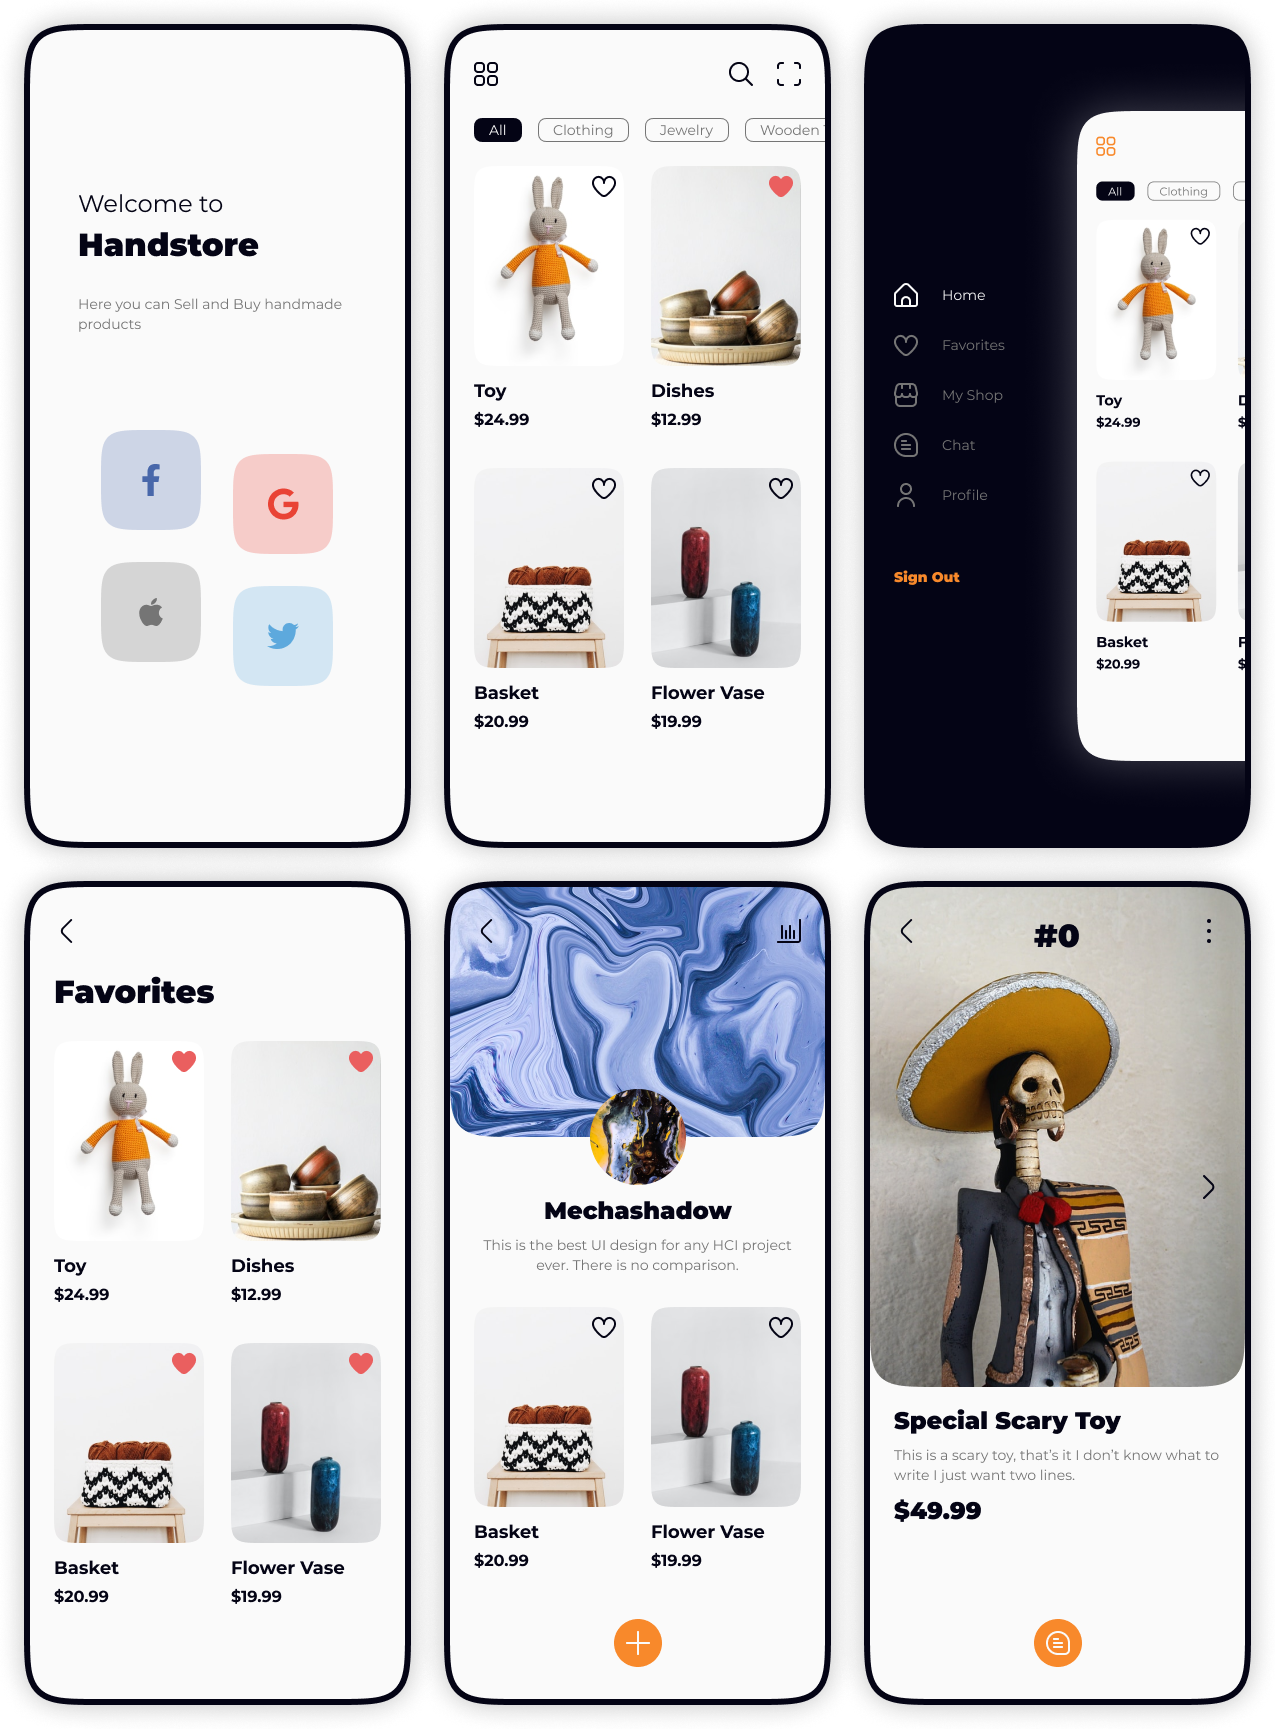 Welcome to
Handstore
Here you can Sell and Buy handmade
products
All Clothing Jewelry Wooden
Toy Dishes
$24.99 $12.99
Basket Flower Vase
$20.99 $19.99
All Clothing
Home
Favorites
My Shop
Chat
Profile
Sign Out
Toy D
$24.99 $
Basket F
$20.99 $
Favorites
Toy Dishes
$24.99 $12.99
Basket Flower Vase
$20.99 $19.99
Mechashadow
This is the best UI design for any HCI project
ever. There is no comparison.
Basket Flower Vase
$20.99 $19.99
#0
Special Scary Toy
This is a scary toy, that's it I don't know what to
write I just want two lines.
$49.99